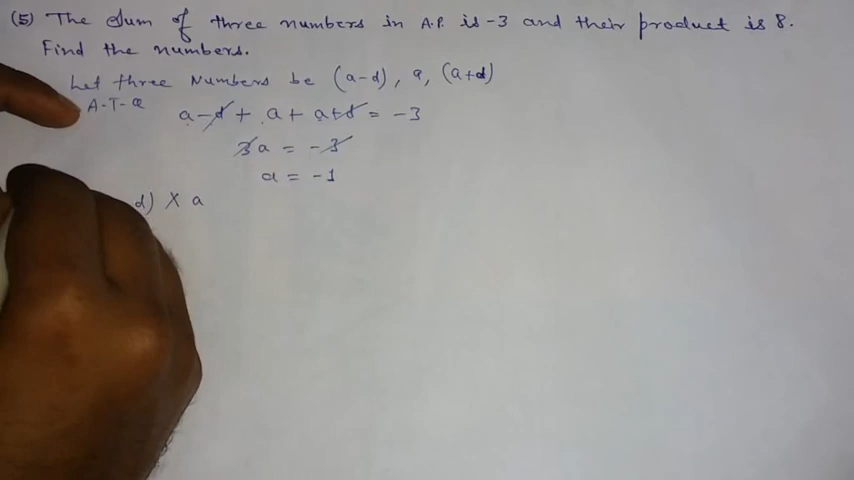 (5) The Sum of three numbers in A.P. is -3 and their product is 8.
Find the numbers.
Let three Numbers be (a-d), a, (a+d)
A-T-Q a-d + a + a+d = -3
3a = -3
a = -1
d) X a